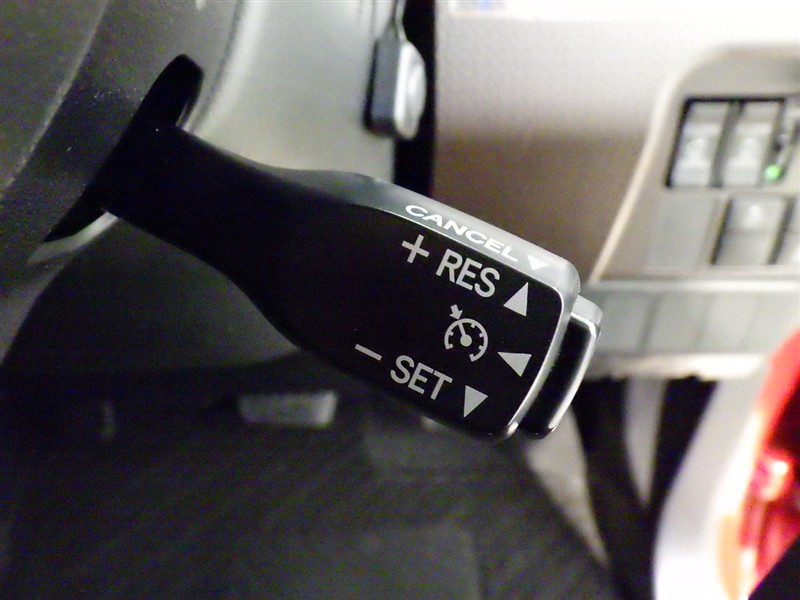 CANCEL ▼
+ RES ▲
◀
− SET ▼